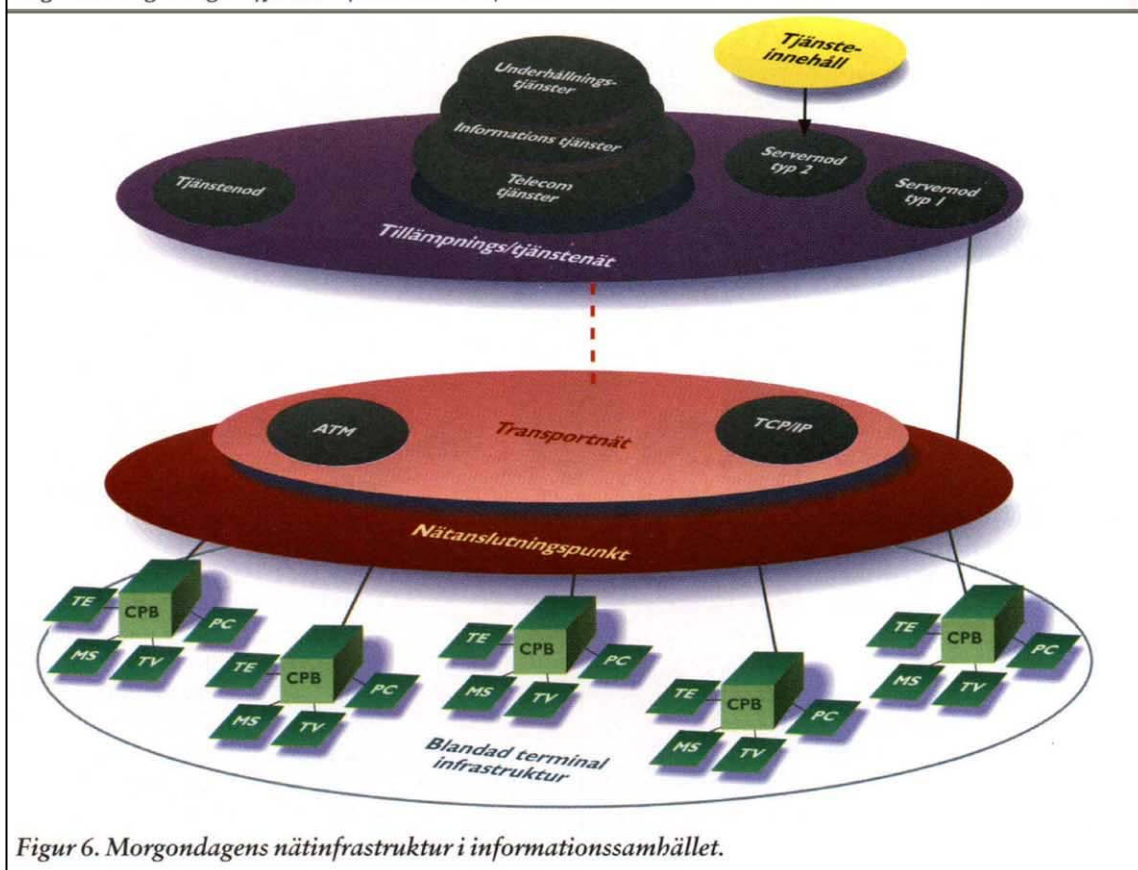 Tjänste-
innehåll
Underhållnings-
tjänster
Informations tjänster
Telecom
tjänster
Tjänstenod
Servernod
typ 2
Servernod
typ 1
Tillämpnings/tjänstenät
ATM
Transportnät
TCP/IP
Nätanslutningspunkt
TE
CPB
PC
MS
TV
TE
CPB
PC
MS
TV
TE
CPB
PC
MS
TV
TE
CPB
PC
MS
TV
TE
CPB
PC
MS
TV
Blandad terminal
infrastruktur
Figur 6. Morgondagens nätinfrastruktur i informationssamhället.